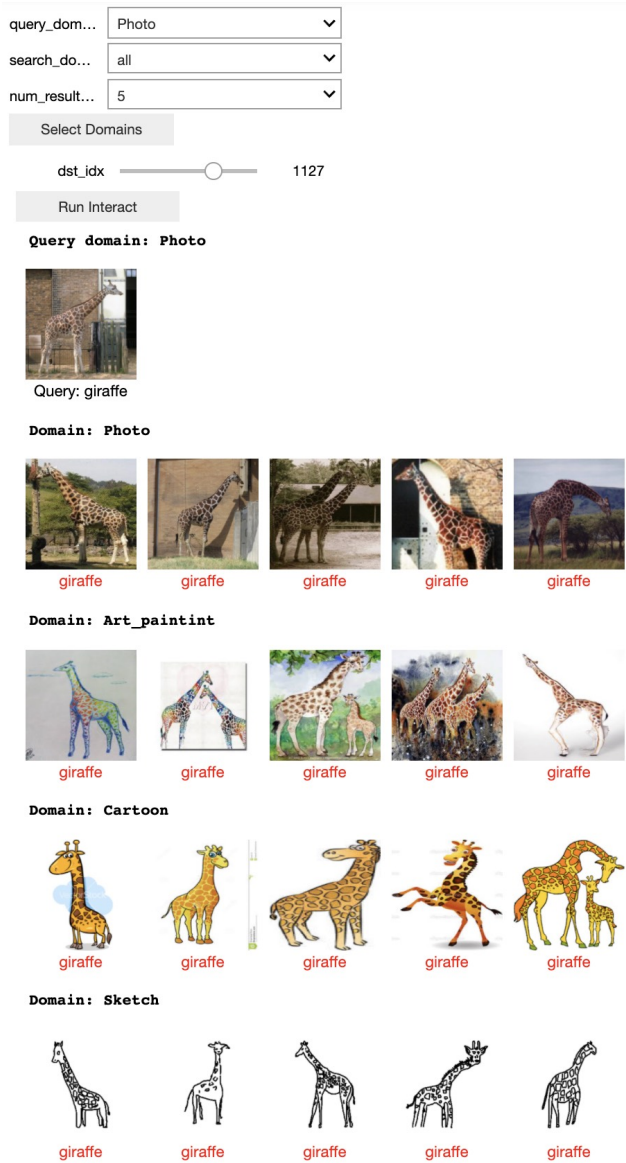 query_dom... Photo
search_do... all
num_result... 5
Select Domains
dst_idx 1127
Run Interact
Query domain: Photo
Query: giraffe
Domain: Photo
giraffe giraffe giraffe giraffe giraffe
Domain: Art_paintint
giraffe giraffe giraffe giraffe giraffe
Domain: Cartoon
giraffe giraffe giraffe giraffe giraffe
Domain: Sketch
giraffe giraffe giraffe giraffe giraffe